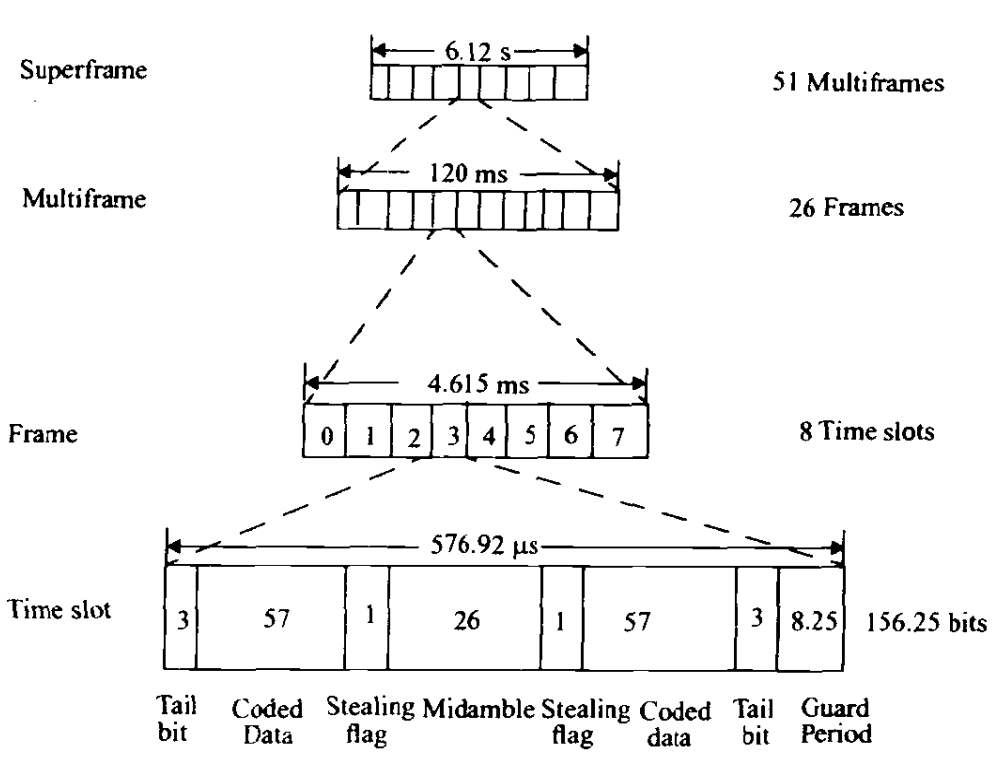 6.12 s
Superframe
51 Multiframes
120 ms
Multiframe
26 Frames
4.615 ms
Frame
0 1 2 3 4 5 6 7
8 Time slots
576.92 µs
Time slot
3 57 1 26 1 57 3 8.25
156.25 bits
Tail bit
Coded Data
Stealing flag
Midamble
Stealing flag
Coded data
Tail bit
Guard Period